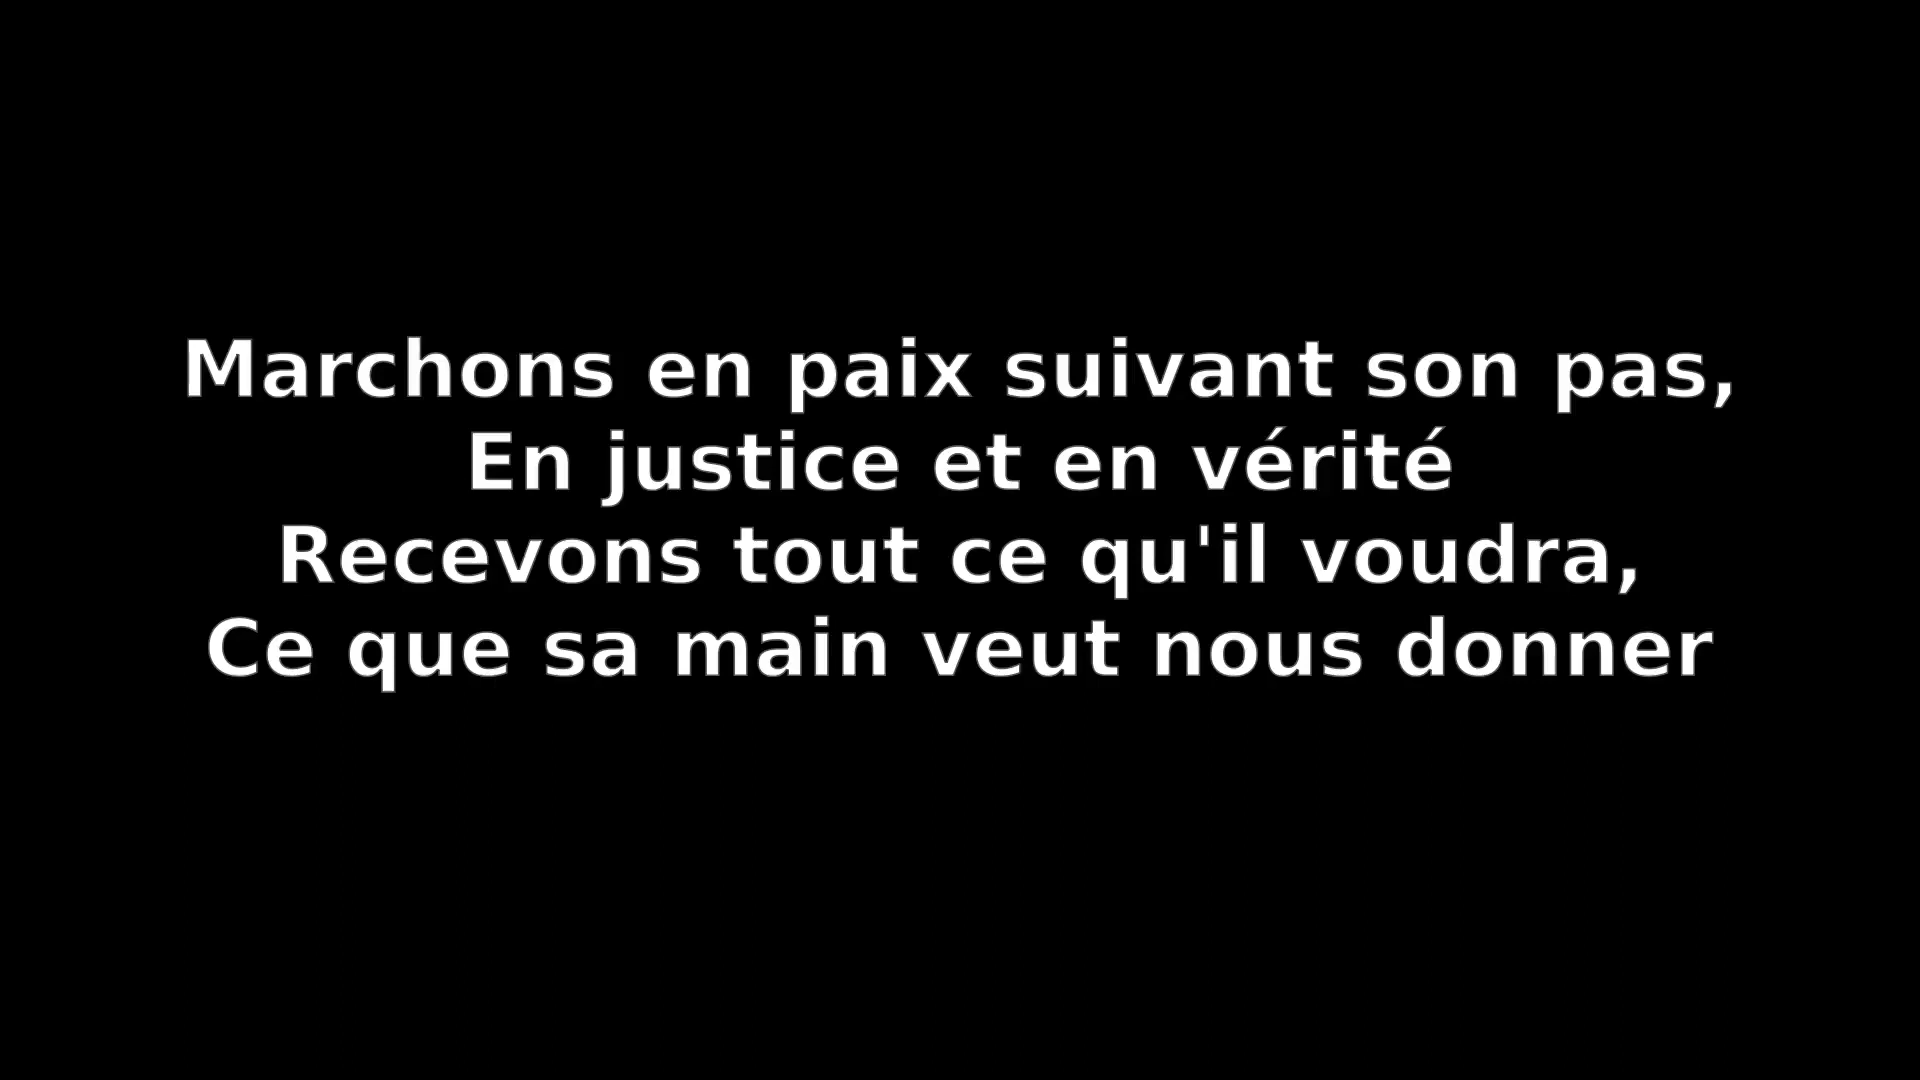 Marchons en paix suivant son pas,
En justice et en vérité
Recevons tout ce qu'il voudra,
Ce que sa main veut nous donner